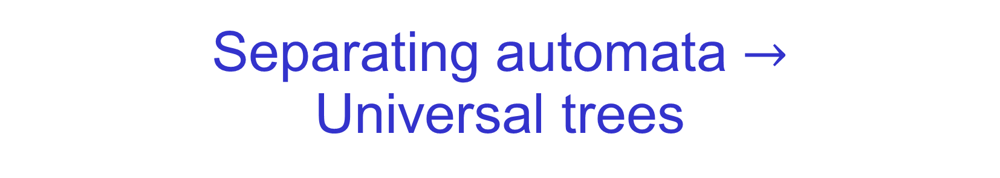 Separating automata →
Universal trees